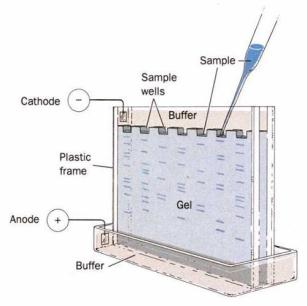 Sample
Sample
wells
Cathode
−
Buffer
Plastic
frame
Gel
Anode
+
Buffer